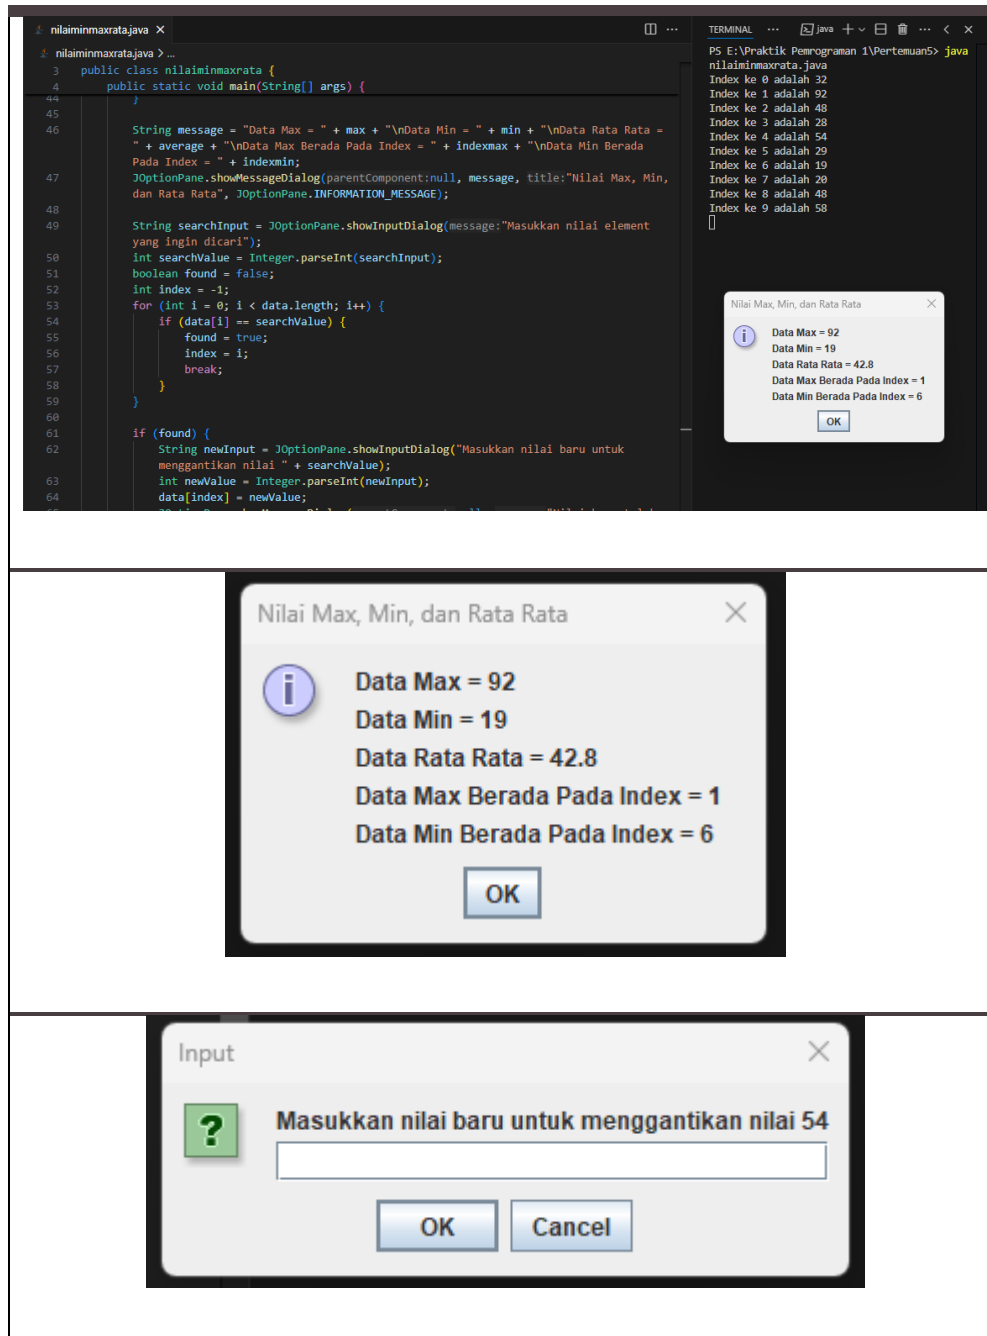 nilaiminmaxrata.java
nilaiminmaxrata.java > ...
3 public class nilaiminmaxrata {
4 public static void main(String[] args) {
44 }
45
46 String message = "Data Max = " + max + "\nData Min = " + min + "\nData Rata Rata =
" + average + "\nData Max Berada Pada Index = " + indexmax + "\nData Min Berada
Pada Index = " + indexmin;
47 JOptionPane.showMessageDialog(parentComponent:null, message, title:"Nilai Max, Min,
dan Rata Rata", JOptionPane.INFORMATION_MESSAGE);
48
49 String searchInput = JOptionPane.showInputDialog(message:"Masukkan nilai element
yang ingin dicari");
50 int searchValue = Integer.parseInt(searchInput);
51 boolean found = false;
52 int index = -1;
53 for (int i = 0; i < data.length; i++) {
54 if (data[i] == searchValue) {
55 found = true;
56 index = i;
57 break;
58 }
59 }
60
61 if (found) {
62 String newInput = JOptionPane.showInputDialog("Masukkan nilai baru untuk
menggantikan nilai " + searchValue);
63 int newValue = Integer.parseInt(newInput);
64 data[index] = newValue;
TERMINAL ... java
PS E:\Praktik Pemrograman 1\Pertemuan5> java
nilaiminmaxrata.java
Index ke 0 adalah 32
Index ke 1 adalah 92
Index ke 2 adalah 48
Index ke 3 adalah 28
Index ke 4 adalah 54
Index ke 5 adalah 29
Index ke 6 adalah 19
Index ke 7 adalah 20
Index ke 8 adalah 48
Index ke 9 adalah 58
Nilai Max, Min, dan Rata Rata
Data Max = 92
Data Min = 19
Data Rata Rata = 42.8
Data Max Berada Pada Index = 1
Data Min Berada Pada Index = 6
OK
Nilai Max, Min, dan Rata Rata
Data Max = 92
Data Min = 19
Data Rata Rata = 42.8
Data Max Berada Pada Index = 1
Data Min Berada Pada Index = 6
OK
Input
Masukkan nilai baru untuk menggantikan nilai 54
OK Cancel